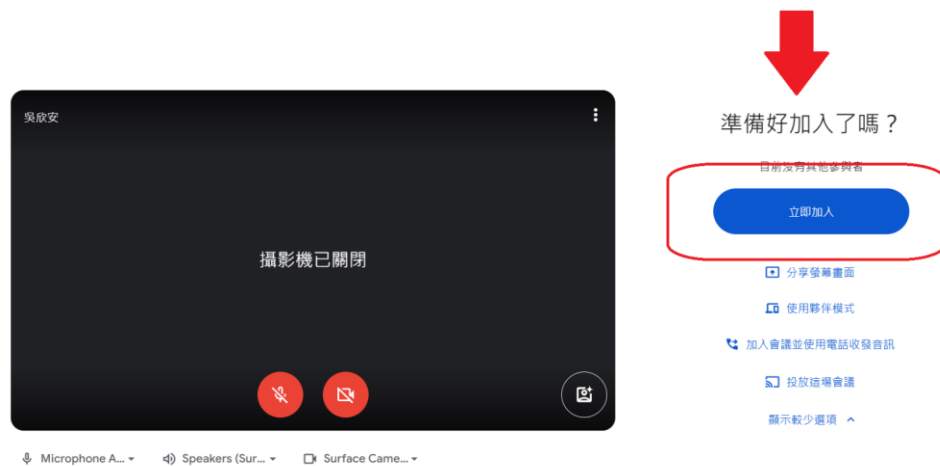 吳欣安
攝影機已關閉
Microphone A...
Speakers (Sur...
Surface Came...
準備好加入了嗎？
目前沒有其他參與者
立即加入
分享螢幕畫面
使用夥伴模式
加入會議並使用電話收發音訊
投放這場會議
顯示較少選項